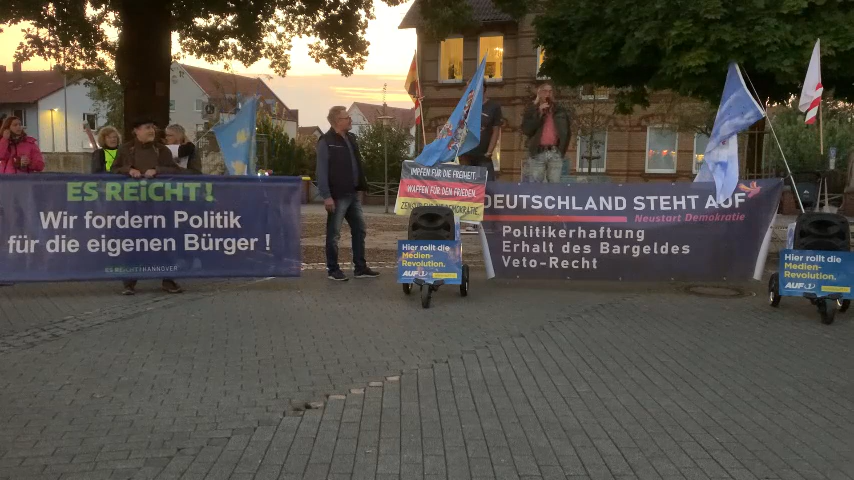 ES REiCHT!
Wir fordern Politik
für die eigenen Bürger !
ES REICHT HANNOVER
IMPFEN FÜR DIE FREIHEIT,
WAFFEN FÜR DEN FRIEDEN,
Hier rollt die
Medien-
Revolution.
AUF1
DEUTSCHLAND STEHT AUF
Neustart Demokratie
Politikerhaftung
Erhalt des Bargeldes
Veto-Recht
Hier rollt die
Medien-
Revolution.
AUF1